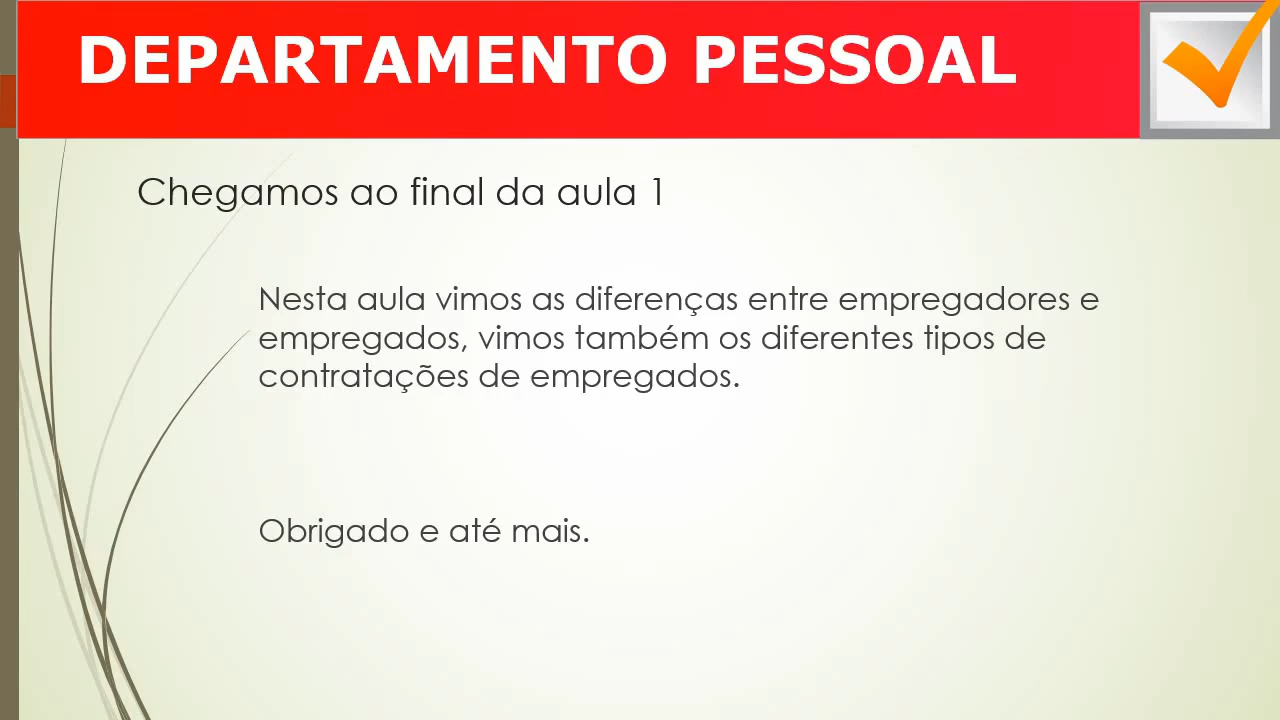 DEPARTAMENTO PESSOAL
Chegamos ao final da aula 1
Nesta aula vimos as diferenças entre empregadores e
empregados, vimos também os diferentes tipos de
contratações de empregados.
Obrigado e até mais.